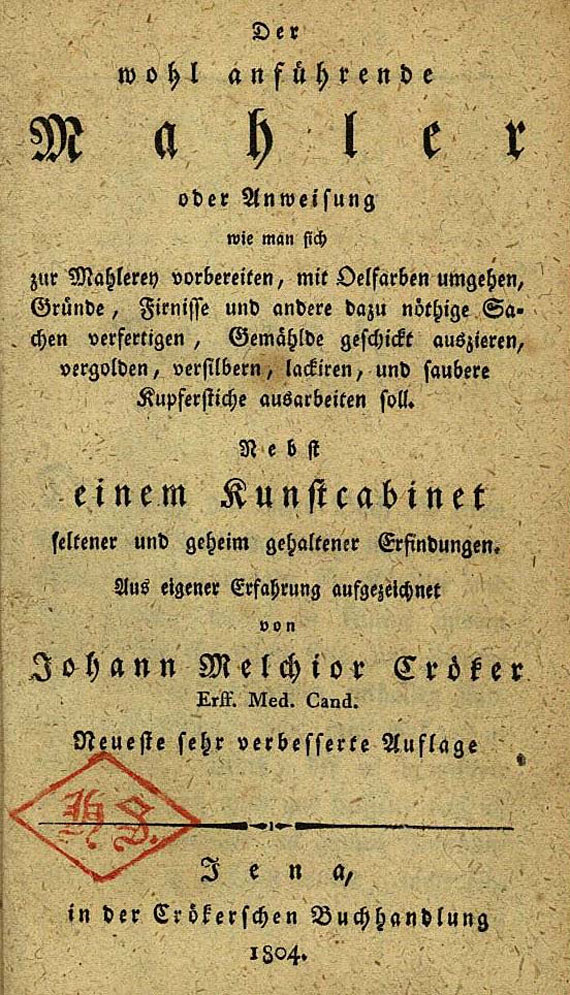 Der
wohl anführende
Mahler
oder Anweisung
wie man sich
zur Mahlerey vorbereiten, mit Oelfarben umgehen,
Gründe, Firnisse und andere dazu nöthige Sa-
chen verfertigen, Gemählde geschickt auszieren,
vergolden, versilbern, lackiren, und saubere
Kupferstiche ausarbeiten soll.
Nebst
einem Kunstcabinet
seltener und geheim gehaltener Erfindungen.
Aus eigener Erfahrung aufgezeichnet
von
Johann Melchior Cröker
Erff. Med. Cand.
Neueste sehr verbesserte Auflage
HS.
Jena,
in der Crökerschen Buchhandlung
1804.